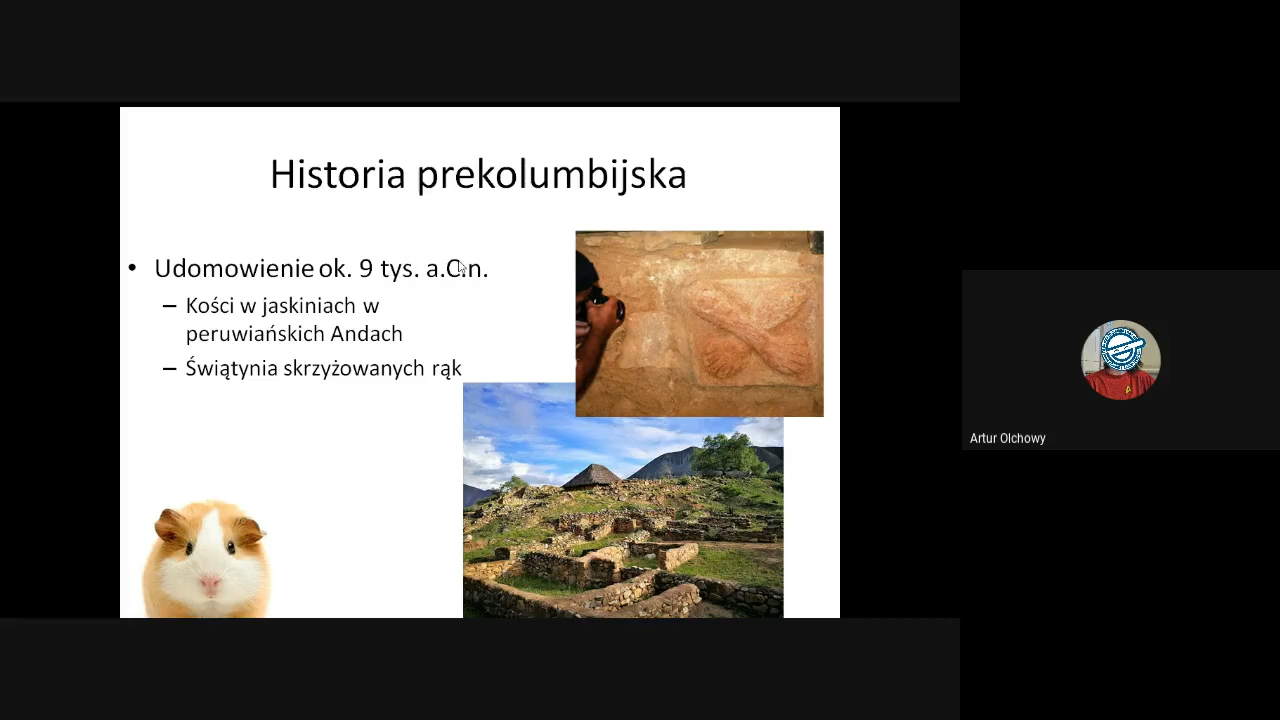 Historia prekolumbijska
• Udomowienie ok. 9 tys. a.C.n.
– Kości w jaskiniach w
peruwiańskich Andach
– Świątynia skrzyżowanych rąk
Artur Olchowy